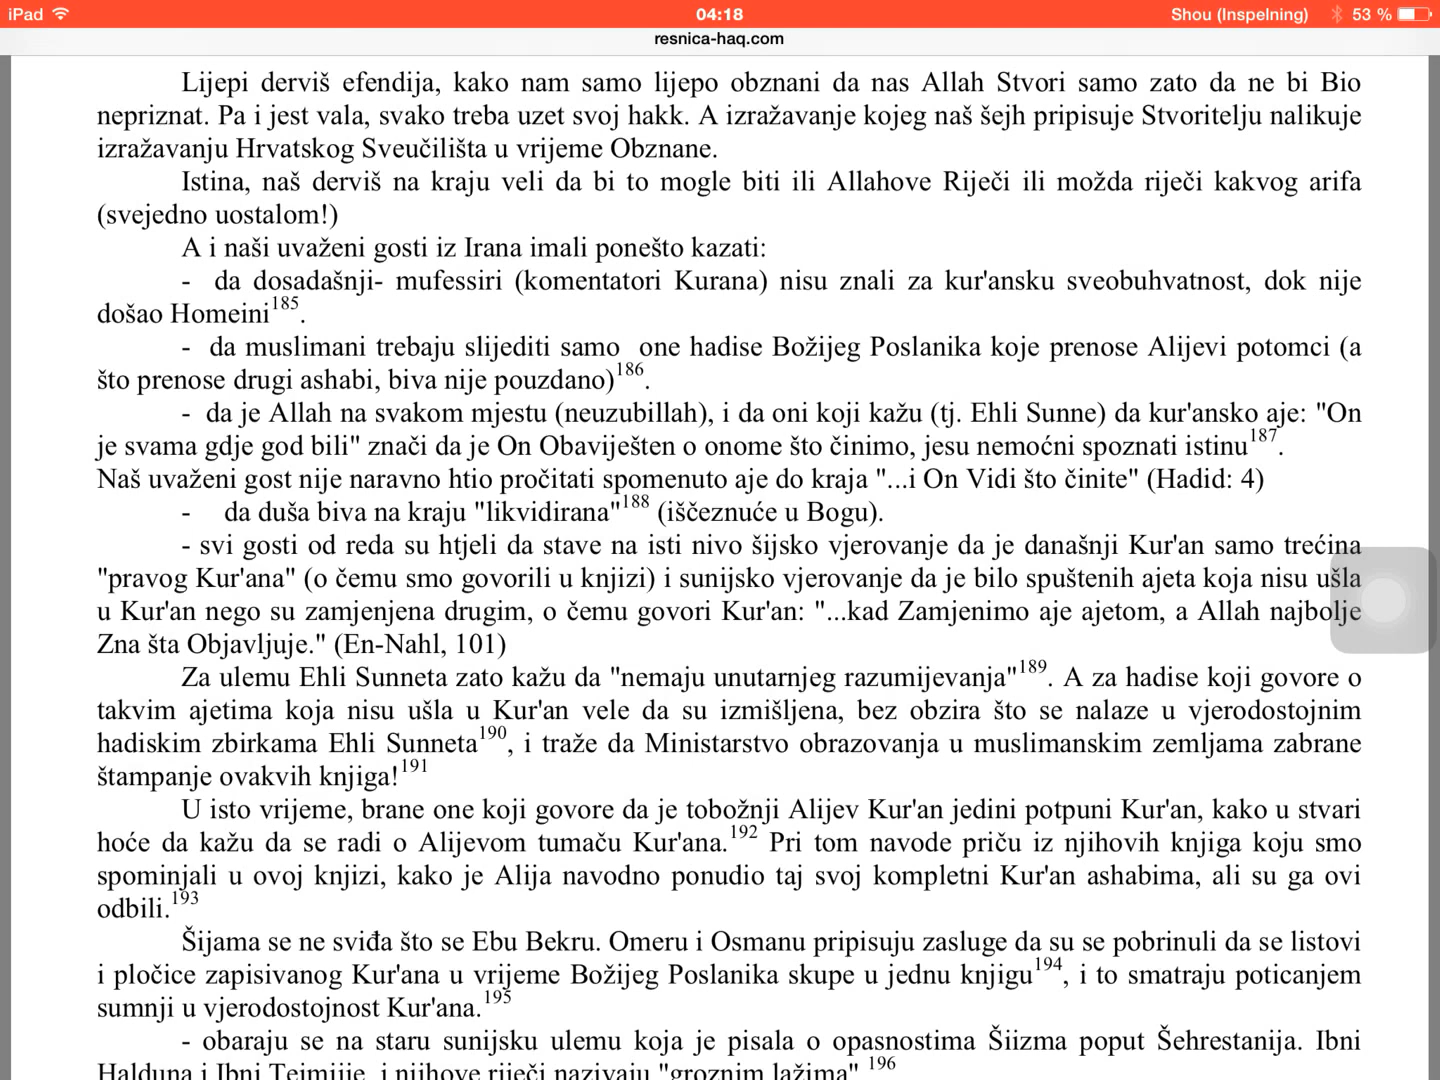 iPad 04:18 Shou (Inspelning) 53 %
resnica-haq.com
Lijepi derviš efendija, kako nam samo lijepo obznani da nas Allah Stvori samo zato da ne bi Bio
nepriznat. Pa i jest vala, svako treba uzet svoj hakk. A izražavanje kojeg naš šejh pripisuje Stvoritelju nalikuje
izražavanju Hrvatskog Sveučilišta u vrijeme Obznane.
Istina, naš derviš na kraju veli da bi to mogle biti ili Allahove Riječi ili možda riječi kakvog arifa
(svejedno uostalom!)
A i naši uvaženi gosti iz Irana imali ponešto kazati:
- da dosadašnji- mufessiri (komentatori Kurana) nisu znali za kur'ansku sveobuhvatnost, dok nije
došao Homeini185.
- da muslimani trebaju slijediti samo one hadise Božijeg Poslanika koje prenose Alijevi potomci (a
što prenose drugi ashabi, biva nije pouzdano)186.
- da je Allah na svakom mjestu (neuzubillah), i da oni koji kažu (tj. Ehli Sunne) da kur'ansko aje: "On
je svama gdje god bili" znači da je On Obaviješten o onome što činimo, jesu nemoćni spoznati istinu187.
Naš uvaženi gost nije naravno htio pročitati spomenuto aje do kraja "...i On Vidi što činite" (Hadid: 4)
- da duša biva na kraju "likvidirana"188 (iščeznuće u Bogu).
- svi gosti od reda su htjeli da stave na isti nivo šijsko vjerovanje da je današnji Kur'an samo trećina
"pravog Kur'ana" (o čemu smo govorili u knjizi) i sunijsko vjerovanje da je bilo spuštenih ajeta koja nisu ušla
u Kur'an nego su zamjenjena drugim, o čemu govori Kur'an: "...kad Zamjenimo aje ajetom, a Allah najbolje
Zna šta Objavljuje." (En-Nahl, 101)
Za ulemu Ehli Sunneta zato kažu da "nemaju unutarnjeg razumijevanja"189. A za hadise koji govore o
takvim ajetima koja nisu ušla u Kur'an vele da su izmišljena, bez obzira što se nalaze u vjerodostojnim
hadiskim zbirkama Ehli Sunneta190, i traže da Ministarstvo obrazovanja u muslimanskim zemljama zabrane
štampanje ovakvih knjiga!191
U isto vrijeme, brane one koji govore da je tobožnji Alijev Kur'an jedini potpuni Kur'an, kako u stvari
hoće da kažu da se radi o Alijevom tumaču Kur'ana.192 Pri tom navode priču iz njihovih knjiga koju smo
spominjali u ovoj knjizi, kako je Alija navodno ponudio taj svoj kompletni Kur'an ashabima, ali su ga ovi
odbili.193
Šijama se ne sviđa što se Ebu Bekru. Omeru i Osmanu pripisuju zasluge da su se pobrinuli da se listovi
i pločice zapisivanog Kur'ana u vrijeme Božijeg Poslanika skupe u jednu knjigu194, i to smatraju poticanjem
sumnji u vjerodostojnost Kur'ana.195
- obaraju se na staru sunijsku ulemu koja je pisala o opasnostima Šiizma poput Šehrestanija. Ibni
Halduna i Ibni Tejmijje, i njihove riječi nazivaju "groznim lažima" 196